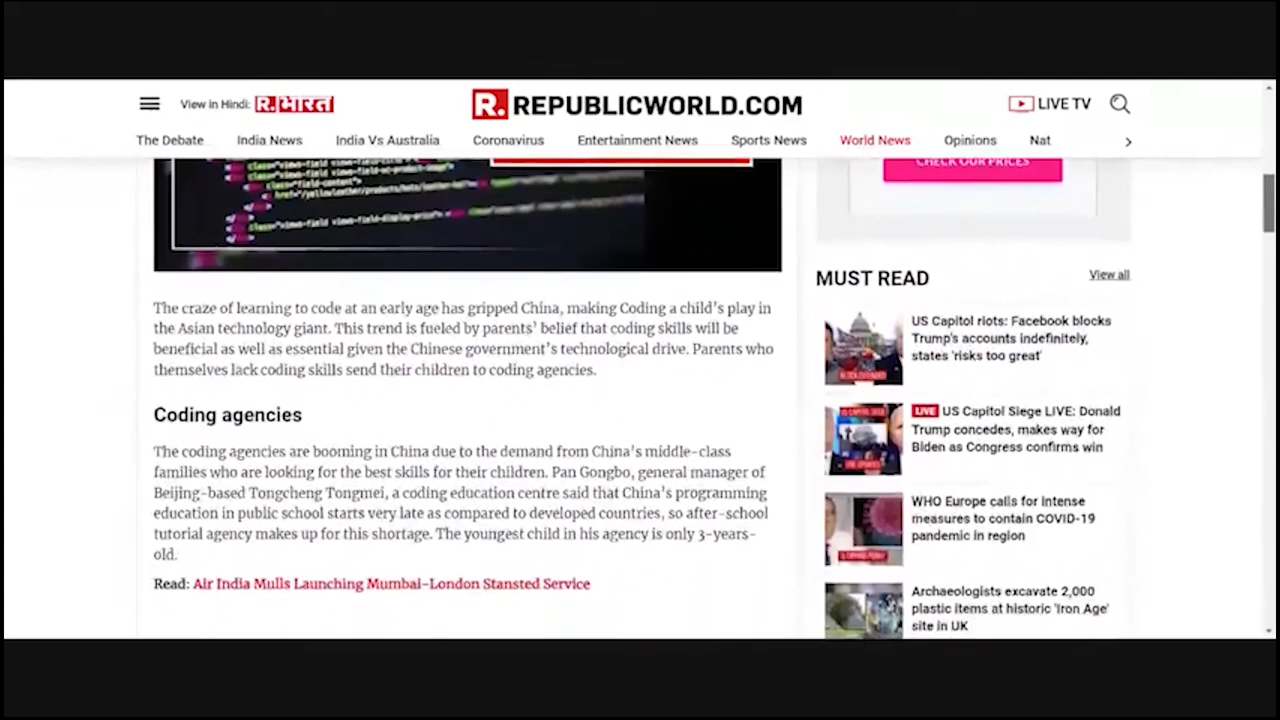 View in Hindi: R.भारत
R. REPUBLICWORLD.COM
LIVE TV
The Debate
India News
India Vs Australia
Coronavirus
Entertainment News
Sports News
World News
Opinions
Nat
CHECK OUR PRICES
The craze of learning to code at an early age has gripped China, making Coding a child's play in
the Asian technology giant. This trend is fueled by parents' belief that coding skills will be
beneficial as well as essential given the Chinese government's technological drive. Parents who
themselves lack coding skills send their children to coding agencies.
Coding agencies
The coding agencies are booming in China due to the demand from China's middle-class
families who are looking for the best skills for their children. Pan Gongbo, general manager of
Beijing-based Tongcheng Tongmei, a coding education centre said that China's programming
education in public school starts very late as compared to developed countries, so after-school
tutorial agency makes up for this shortage. The youngest child in his agency is only 3-years-
old.
Read: Air India Mulls Launching Mumbai-London Stansted Service
MUST READ
View all
US Capitol riots: Facebook blocks
Trump's accounts indefinitely,
states 'risks too great'
LIVE US Capitol Siege LIVE: Donald
Trump concedes, makes way for
Biden as Congress confirms win
WHO Europe calls for intense
measures to contain COVID-19
pandemic in region
Archaeologists excavate 2,000
plastic items at historic 'Iron Age'
site in UK